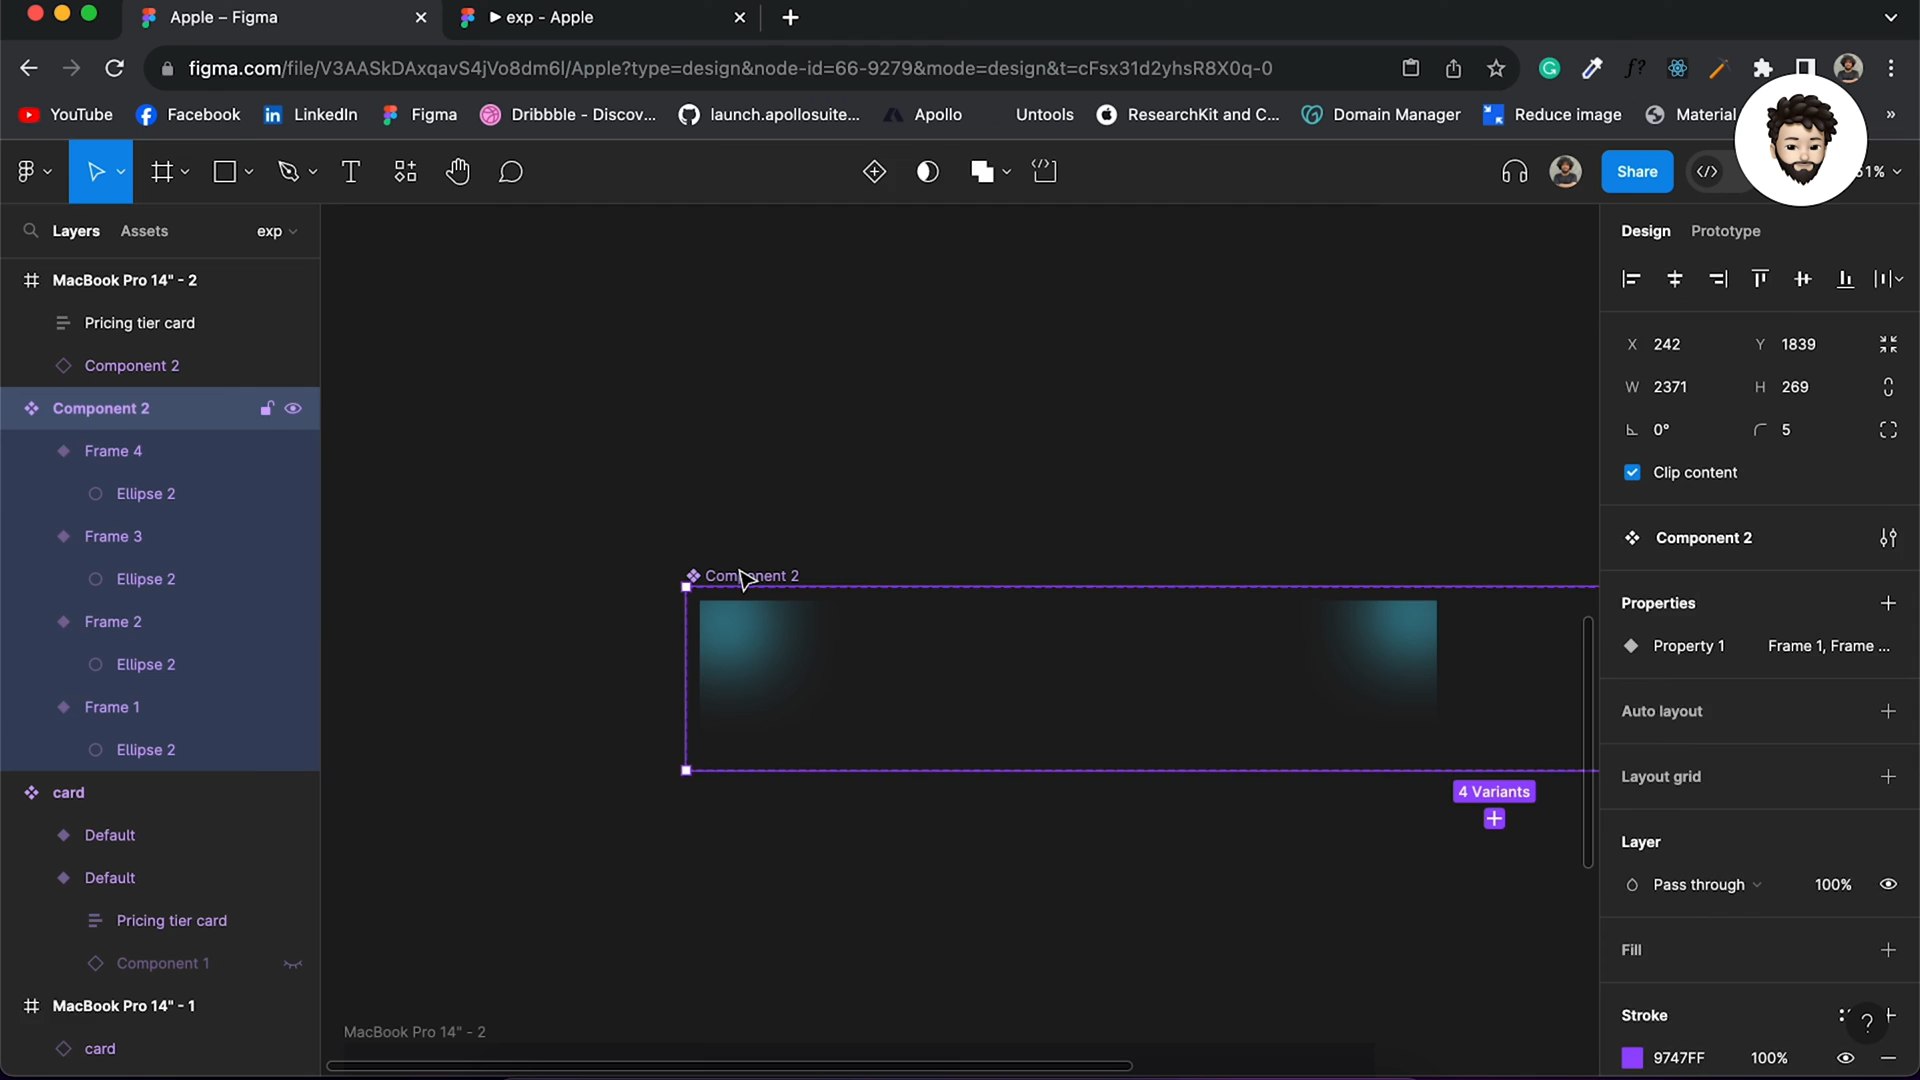 Apple – Figma
▶ exp - Apple
figma.com/file/V3AASkDAxqavS4jVo8dm6l/Apple?type=design&node-id=66-9279&mode=design&t=cFsx31d2yhsR8X0q-0
f?
YouTube
Facebook
LinkedIn
Figma
Dribbble - Discov...
launch.apollosuite...
Apollo
Untools
ResearchKit and C...
Domain Manager
Reduce image
Material
»
Share
Layers
Assets
exp
Design
Prototype
MacBook Pro 14" - 2
Pricing tier card
Component 2
Component 2
Frame 4
Ellipse 2
Frame 3
Ellipse 2
Frame 2
Ellipse 2
Frame 1
Ellipse 2
card
Default
Default
Pricing tier card
Component 1
MacBook Pro 14" - 1
card
Component 2
4 Variants
MacBook Pro 14" - 2
X 242
Y 1839
W 2371
H 269
0°
5
Clip content
Component 2
Properties
Property 1
Frame 1, Frame ...
Auto layout
Layout grid
Layer
Pass through
100%
Fill
Stroke
?
9747FF
100%